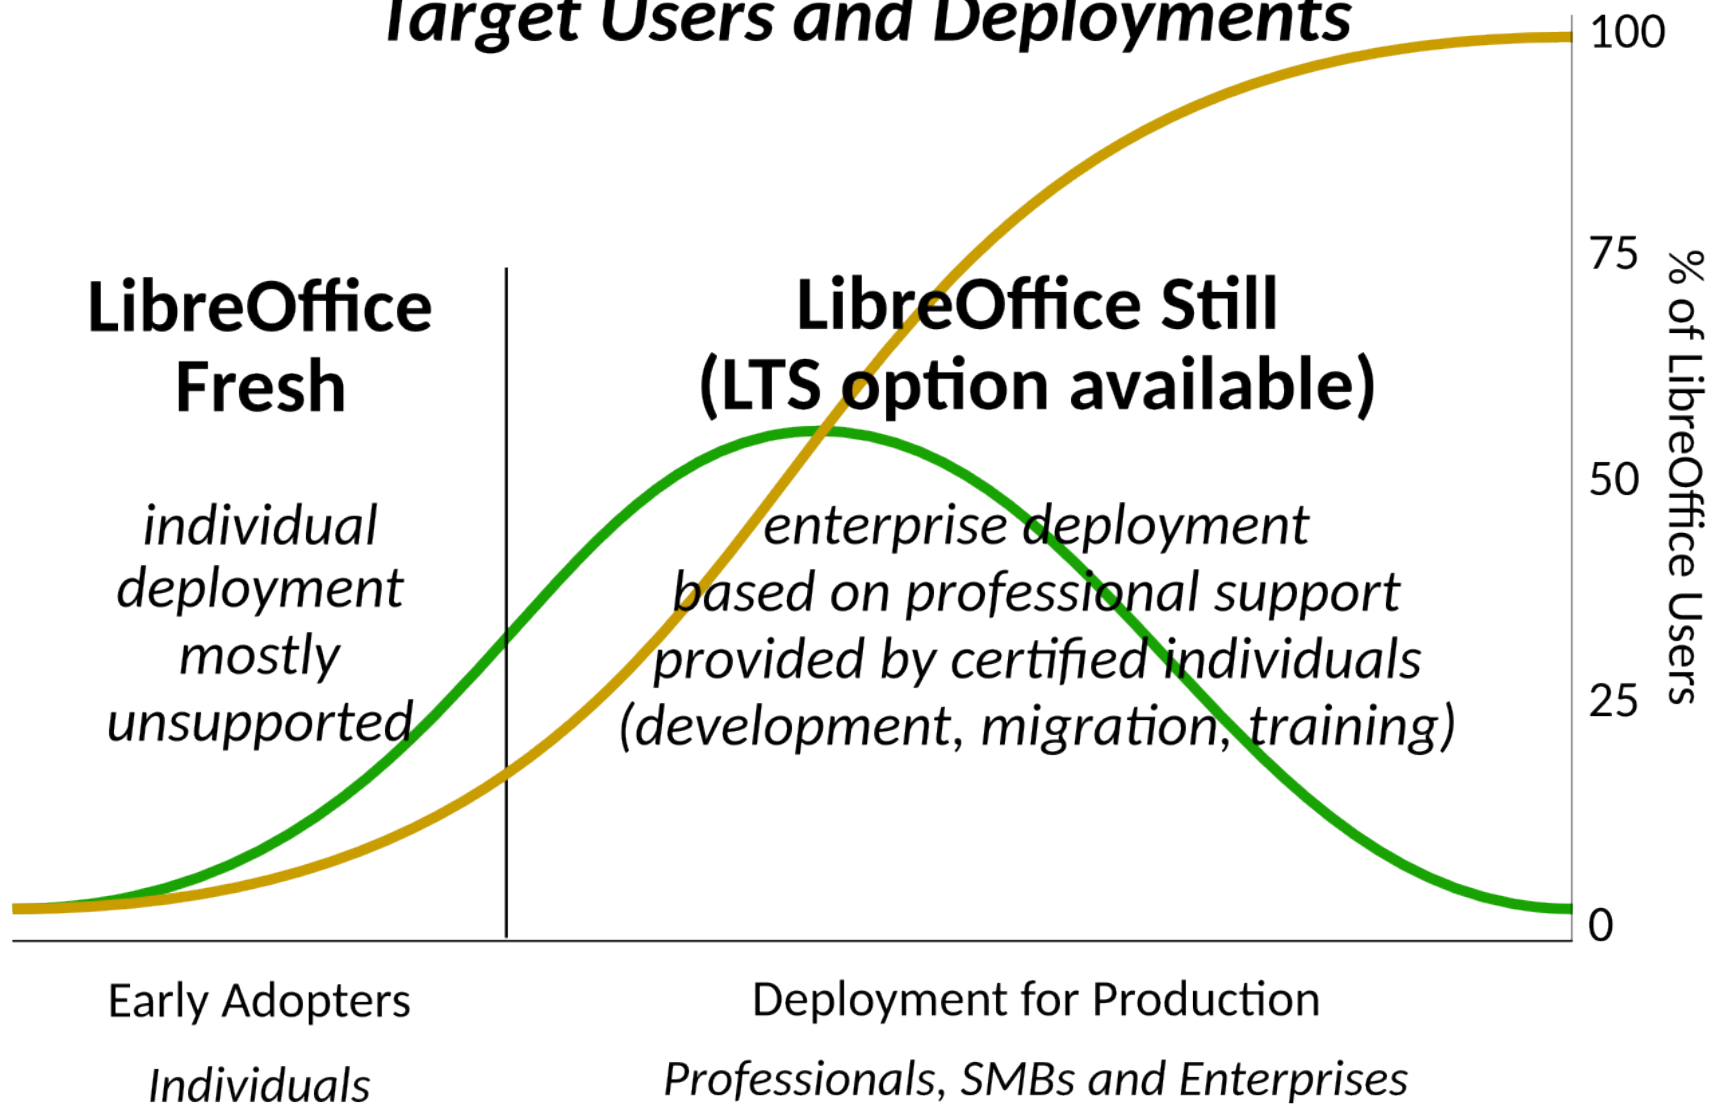 Target Users and Deployments
100
75
50
25
0
% of LibreOffice Users
LibreOffice
Fresh
individual
deployment
mostly
unsupported
LibreOffice Still
(LTS option available)
enterprise deployment
based on professional support
provided by certified individuals
(development, migration, training)
Early Adopters
Individuals
Deployment for Production
Professionals, SMBs and Enterprises